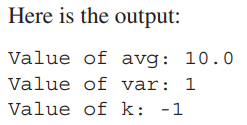 Here is the output:
Value of avg: 10.0
Value of var: 1
Value of k: -1